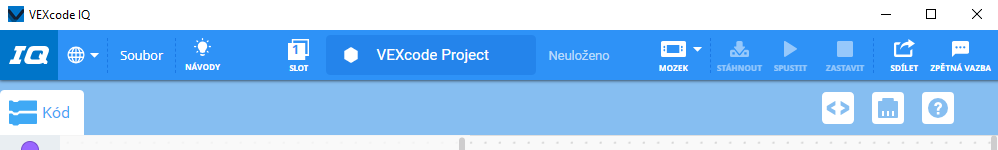 VEXcode IQ
IQ Soubor NÁVODY 1 SLOT VEXcode Project Neuloženo MOZEK STÁHNOUT SPUSTIT ZASTAVIT SDÍLET ZPĚTNÁ VAZBA
Kód <> ?